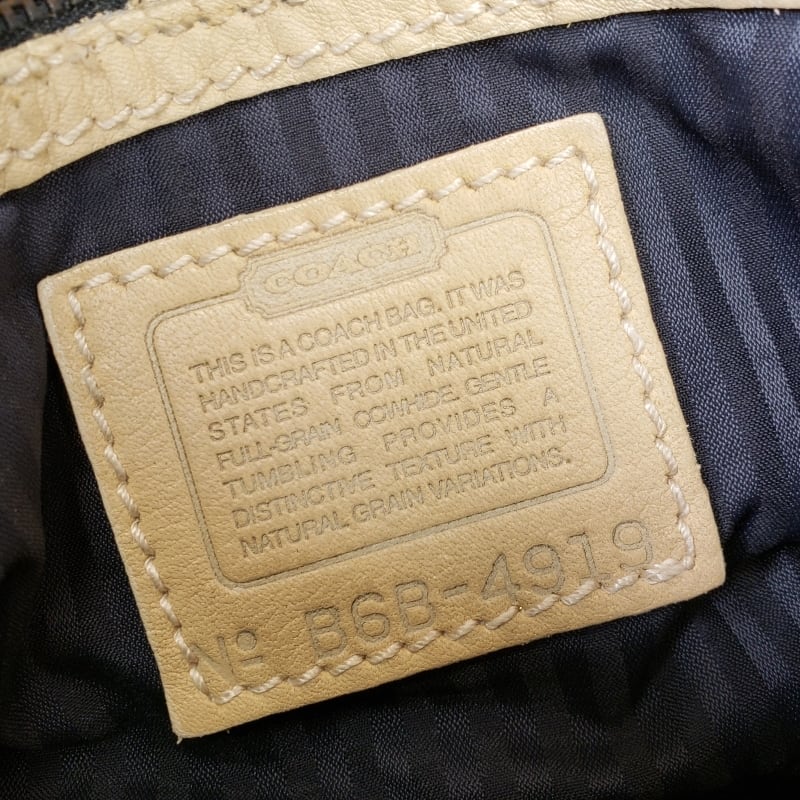 COACH
THIS IS A COACH BAG. IT WAS
HANDCRAFTED IN THE UNITED
STATES FROM NATURAL
FULL-GRAIN COWHIDE. GENTLE
TUMBLING PROVIDES A
DISTINCTIVE TEXTURE WITH
NATURAL GRAIN VARIATIONS.
No B6B-4919